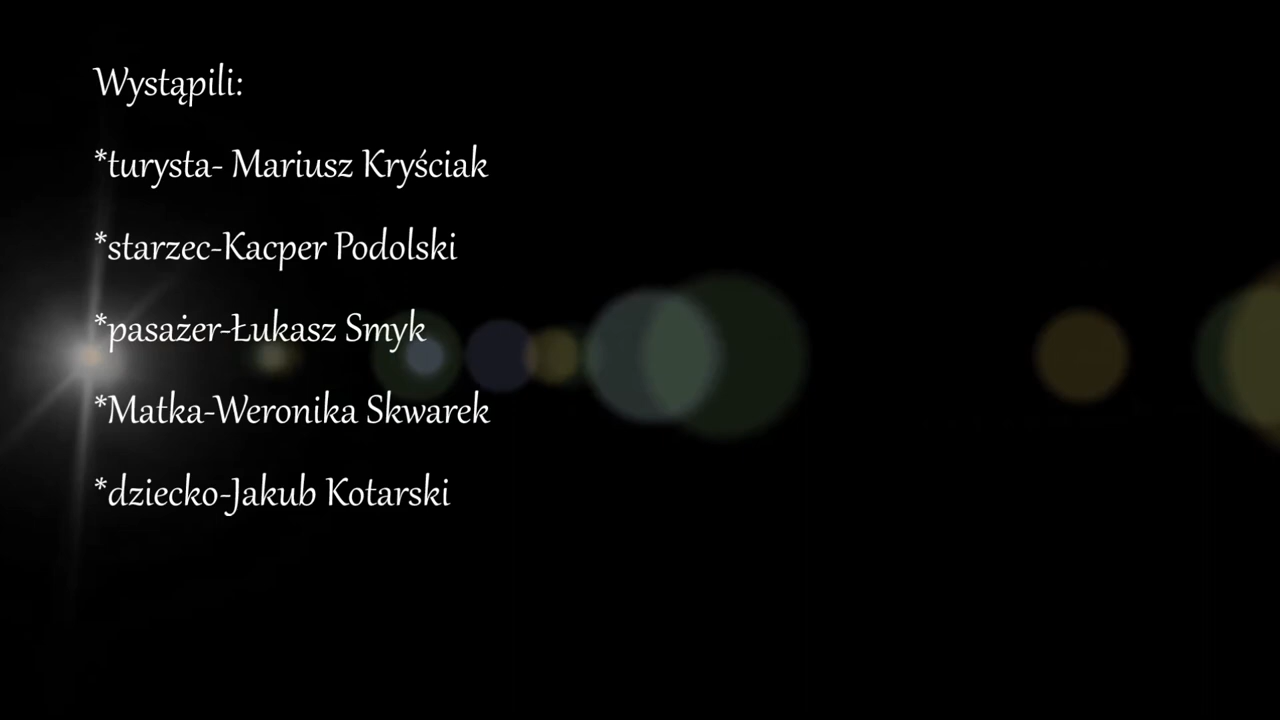 Wystąpili:
*turysta- Mariusz Kryściak
*starzec-Kacper Podolski
*pasażer-Łukasz Smyk
*Matka-Weronika Skwarek
*dziecko-Jakub Kotarski